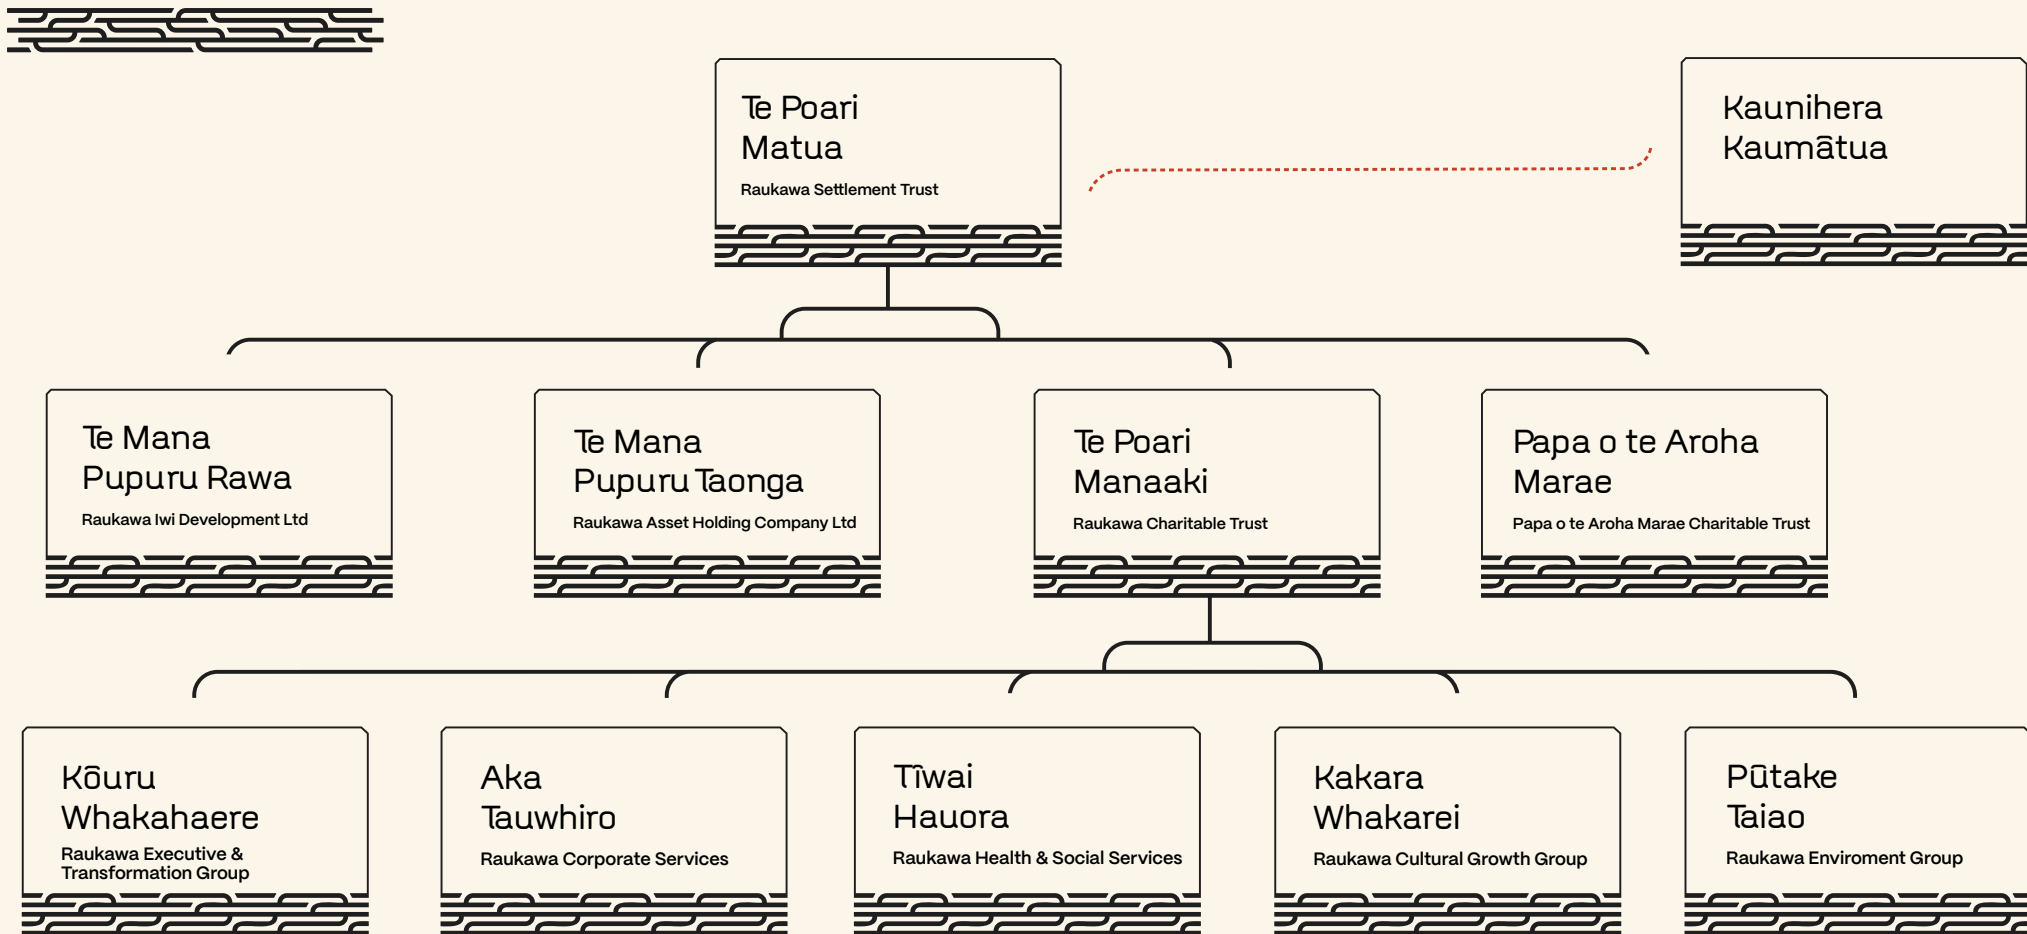 Te Poari
Matua
Raukawa Settlement Trust
Kaunihera
Kaumātua
Te Mana
Pupuru Rawa
Raukawa Iwi Development Ltd
Te Mana
Pupuru Taonga
Raukawa Asset Holding Company Ltd
Te Poari
Manaaki
Raukawa Charitable Trust
Papa o te Aroha
Marae
Papa o te Aroha Marae Charitable Trust
Kōuru
Whakahaere
Raukawa Executive &
Transformation Group
Aka
Tauwhiro
Raukawa Corporate Services
Tīwai
Hauora
Raukawa Health & Social Services
Kakara
Whakarei
Raukawa Cultural Growth Group
Pūtake
Taiao
Raukawa Enviroment Group